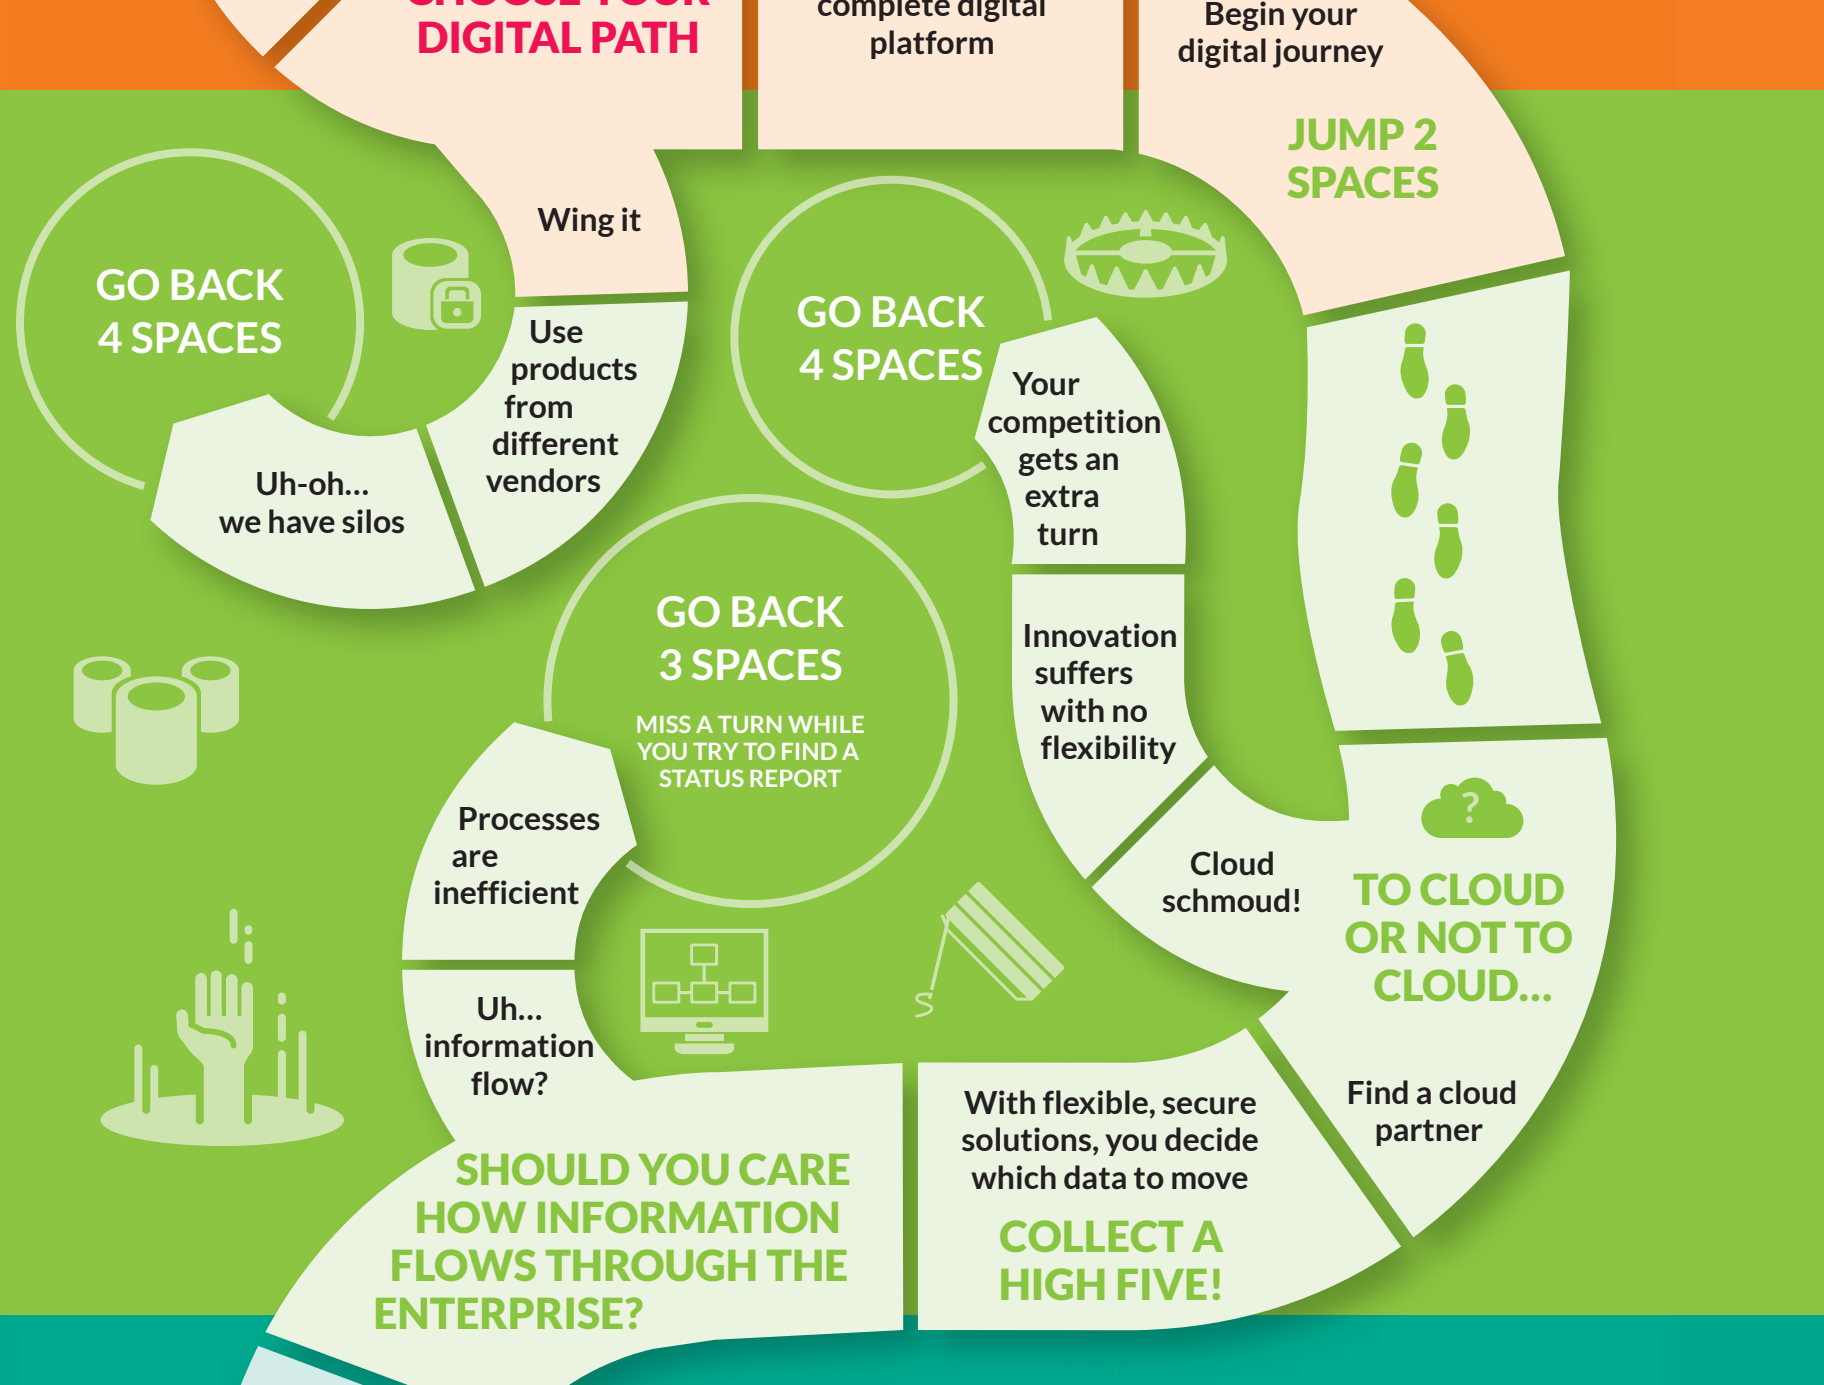 CHOOSE YOUR
DIGITAL PATH
complete digital
platform
Begin your
digital journey
JUMP 2
SPACES
Wing it
GO BACK
4 SPACES
Use
products
from
different
vendors
Uh-oh...
we have silos
GO BACK
4 SPACES
Your
competition
gets an
extra
turn
Innovation
suffers
with no
flexibility
Cloud
schmoud!
?
TO CLOUD
OR NOT TO
CLOUD...
Find a cloud
partner
GO BACK
3 SPACES
MISS A TURN WHILE
YOU TRY TO FIND A
STATUS REPORT
Processes
are
inefficient
Uh...
information
flow?
With flexible, secure
solutions, you decide
which data to move
COLLECT A
HIGH FIVE!
SHOULD YOU CARE
HOW INFORMATION
FLOWS THROUGH THE
ENTERPRISE?